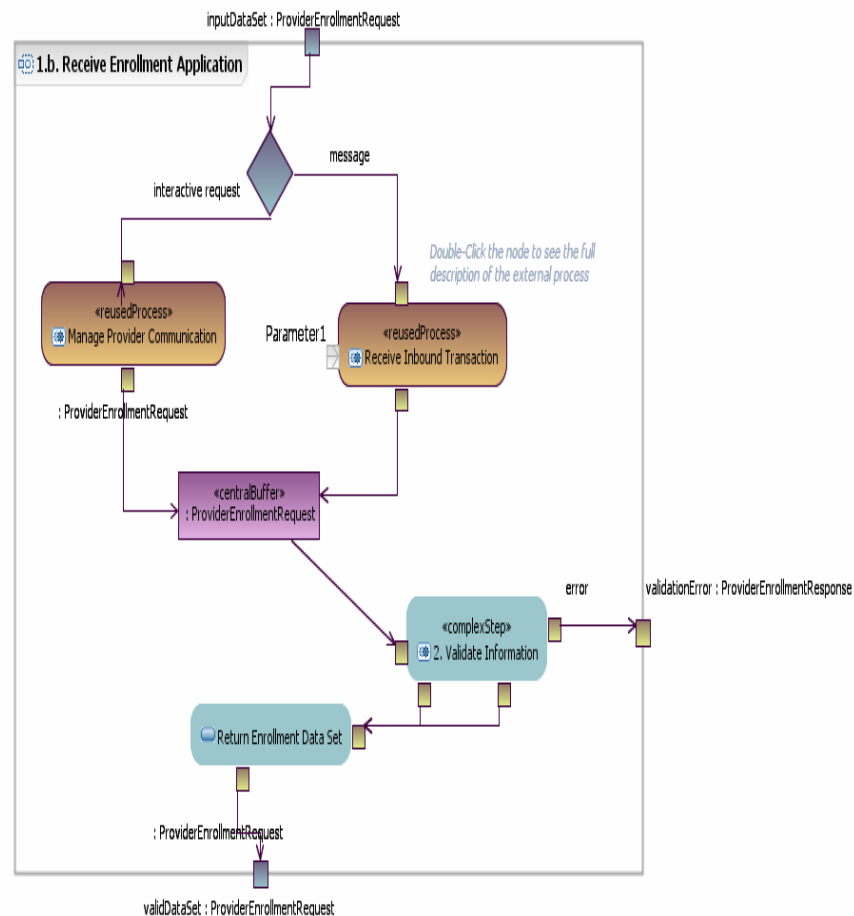 inputDataSet : ProviderEnrollmentRequest
1.b. Receive Enrollment Application
message
interactive request
Double-Click the node to see the full
description of the external process
«reusedProcess»
Manage Provider Communication
Parameter1
«reusedProcess»
Receive Inbound Transaction
: ProviderEnrollmentRequest
«centralBuffer»
: ProviderEnrollmentRequest
error
validationError : ProviderEnrollmentResponse
«complexStep»
2. Validate Information
Return Enrollment Data Set
: ProviderEnrollmentRequest
validDataSet : ProviderEnrollmentRequest